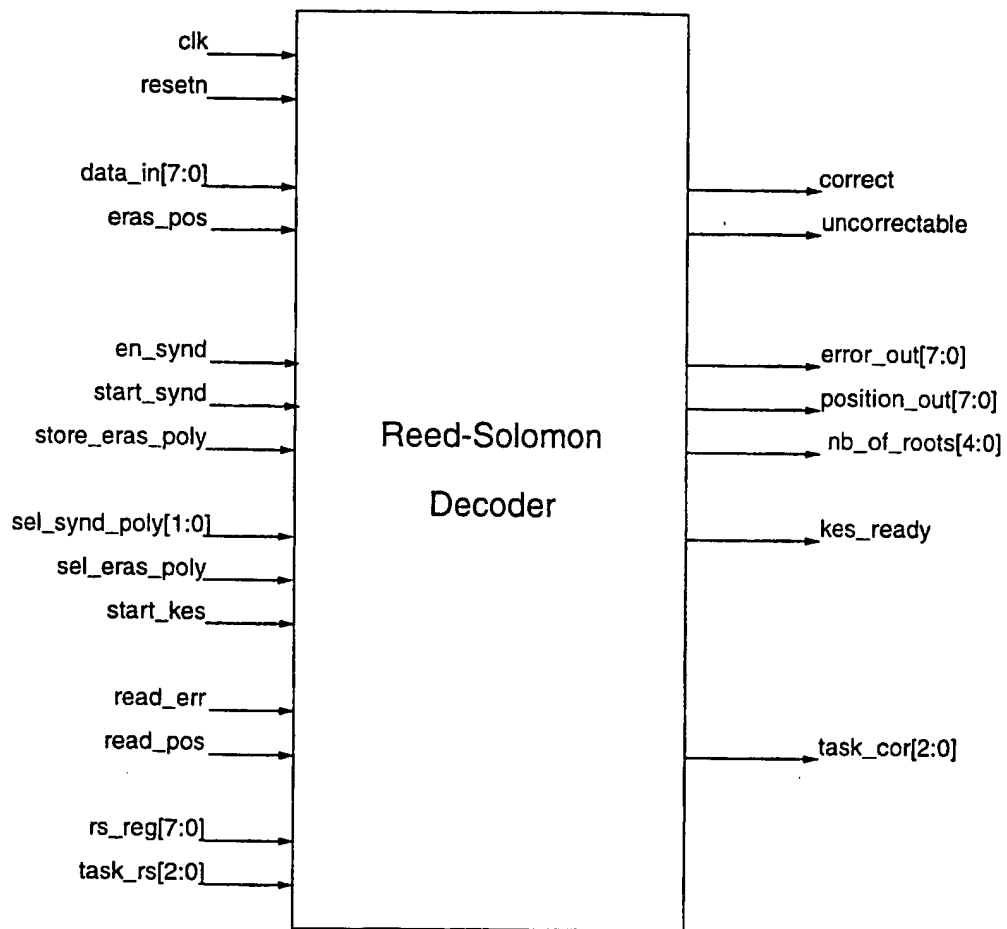 clk
resetn
data_in[7:0]
eras_pos
en_synd
start_synd
store_eras_poly
sel_synd_poly[1:0]
sel_eras_poly
start_kes
read_err
read_pos
rs_reg[7:0]
task_rs[2:0]
Reed-Solomon
Decoder
correct
uncorrectable
error_out[7:0]
position_out[7:0]
nb_of_roots[4:0]
kes_ready
task_cor[2:0]